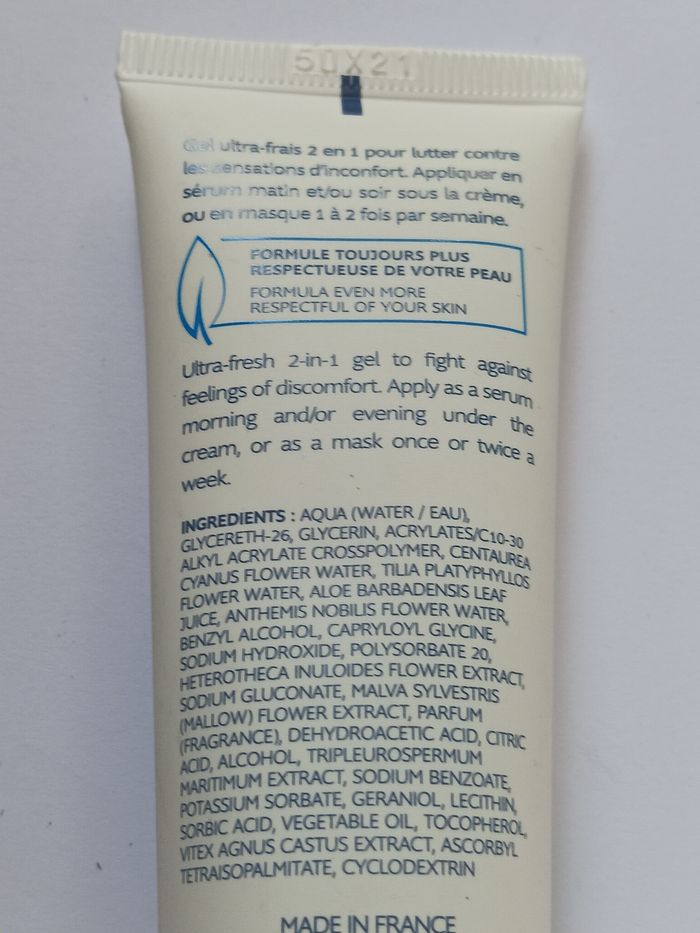 50X21
Gel ultra-frais 2 en 1 pour lutter contre
les sensations d'inconfort. Appliquer en
sérum matin et/ou soir sous la crème,
ou en masque 1 à 2 fois par semaine.
FORMULE TOUJOURS PLUS
RESPECTUEUSE DE VOTRE PEAU
FORMULA EVEN MORE
RESPECTFUL OF YOUR SKIN
Ultra-fresh 2-in-1 gel to fight against
feelings of discomfort. Apply as a serum
morning and/or evening under the
cream, or as a mask once or twice a
week.
INGREDIENTS : AQUA (WATER / EAU),
GLYCERETH-26, GLYCERIN, ACRYLATES/C10-30
ALKYL ACRYLATE CROSSPOLYMER, CENTAUREA
CYANUS FLOWER WATER, TILIA PLATYPHYLLOS
FLOWER WATER, ALOE BARBADENSIS LEAF
JUICE, ANTHEMIS NOBILIS FLOWER WATER,
BENZYL ALCOHOL, CAPRYLOYL GLYCINE,
SODIUM HYDROXIDE, POLYSORBATE 20,
HETEROTHECA INULOIDES FLOWER EXTRACT,
SODIUM GLUCONATE, MALVA SYLVESTRIS
(MALLOW) FLOWER EXTRACT, PARFUM
(FRAGRANCE), DEHYDROACETIC ACID, CITRIC
ACID, ALCOHOL, TRIPLEUROSPERMUM
MARITIMUM EXTRACT, SODIUM BENZOATE,
POTASSIUM SORBATE, GERANIOL, LECITHIN,
SORBIC ACID, VEGETABLE OIL, TOCOPHEROL,
VITEX AGNUS CASTUS EXTRACT, ASCORBYL
TETRAISOPALMITATE, CYCLODEXTRIN
MADE IN FRANCE